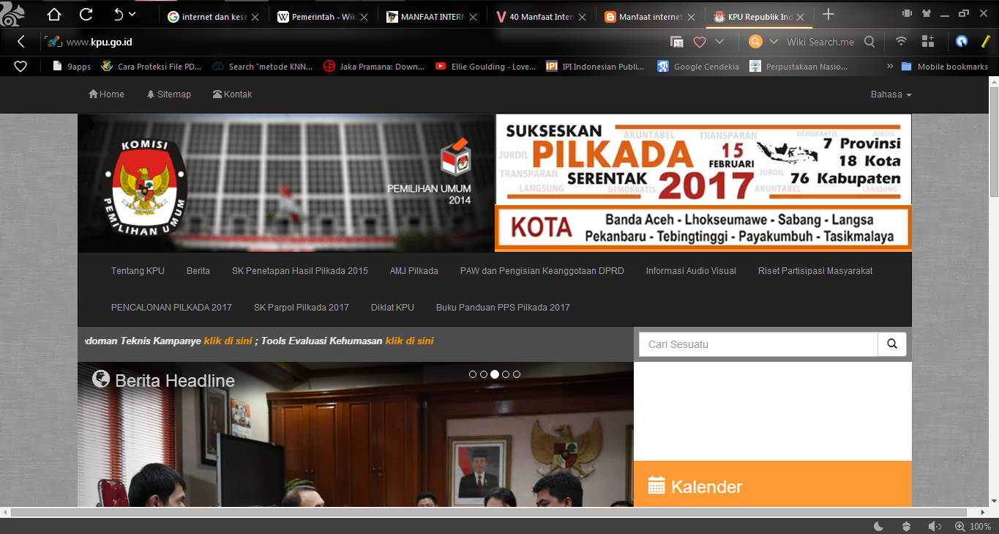 internet dan kese
Pemerintah - Wik
MANFAAT INTERN
40 Manfaat Inter
Manfaat internet
KPU Republik Ind
www.kpu.go.id
18
Wiki Search.me
9apps
Cara Proteksi File PD...
Search "metode KNN...
Jaka Pramana: Down...
Ellie Goulding - Love...
IPI Indonesian Publi...
Google Cendekia
Perpustakaan Nasio...
Mobile bookmarks
Home
Sitemap
Kontak
Bahasa
KOMISI
PEMILIHAN UMUM
PEMILIHAN UMUM
2014
SUKSESKAN
PILKADA
SERENTAK 2017
15
FEBRUARI
7 Provinsi
18 Kota
76 Kabupaten
AKUNTABEL
TRANSPARAN
DEMOKRATIS
JURDIL
JURDIL
TRANSPARAN
JURDIL
LANGSUNG
DEMOKRATIS
AKUNTABEL
LANGSUNG
KOTA
Banda Aceh - Lhokseumawe - Sabang - Langsa
Pekanbaru - Tebingtinggi - Payakumbuh - Tasikmalaya
Tentang KPU
Berita
SK Penetapan Hasil Pilkada 2015
AMJ Pilkada
PAW dan Pengisian Keanggotaan DPRD
Informasi Audio Visual
Riset Partisipasi Masyarakat
PENCALONAN PILKADA 2017
SK Parpol Pilkada 2017
Diklat KPU
Buku Panduan PPS Pilkada 2017
edoman Teknis Kampanye klik di sini ; Tools Evaluasi Kehumasan klik di sini
Cari Sesuatu
Berita Headline
Kalender
100%